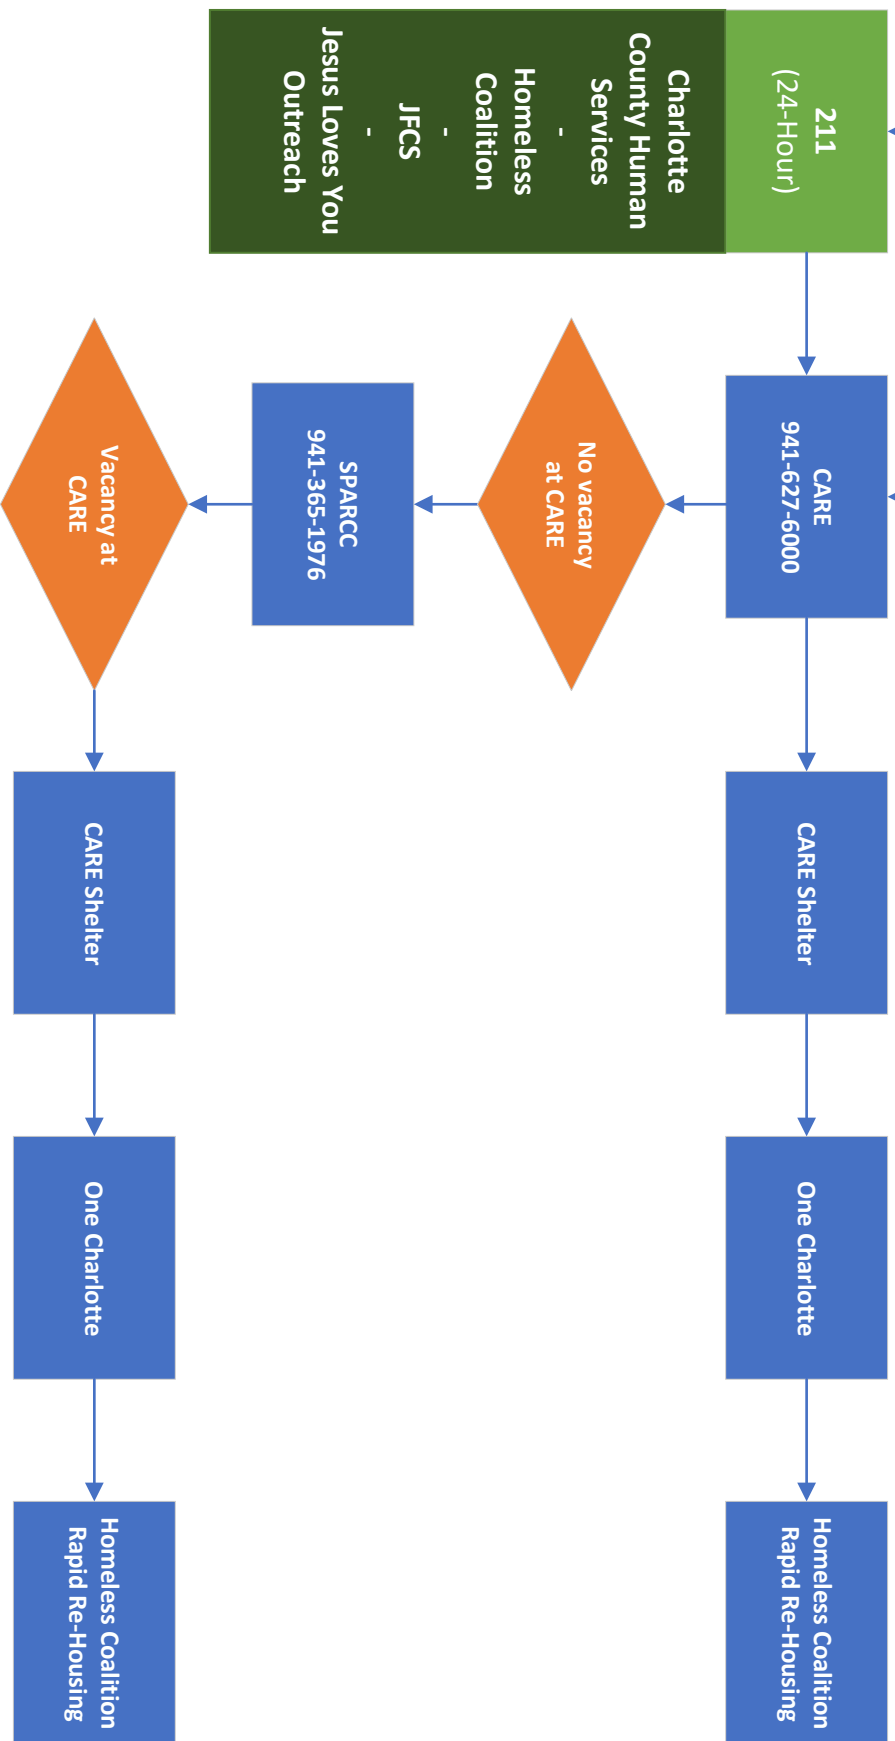 211
(24-Hour)
Charlotte
County Human
Services
-
Homeless
Coalition
-
JFCS
-
Jesus Loves You
Outreach
CARE
941-627-6000
CARE Shelter
One Charlotte
Homeless Coalition
Rapid Re-Housing
No vacancy
at CARE
SPARCC
941-365-1976
Vacancy at
CARE
CARE Shelter
One Charlotte
Homeless Coalition
Rapid Re-Housing